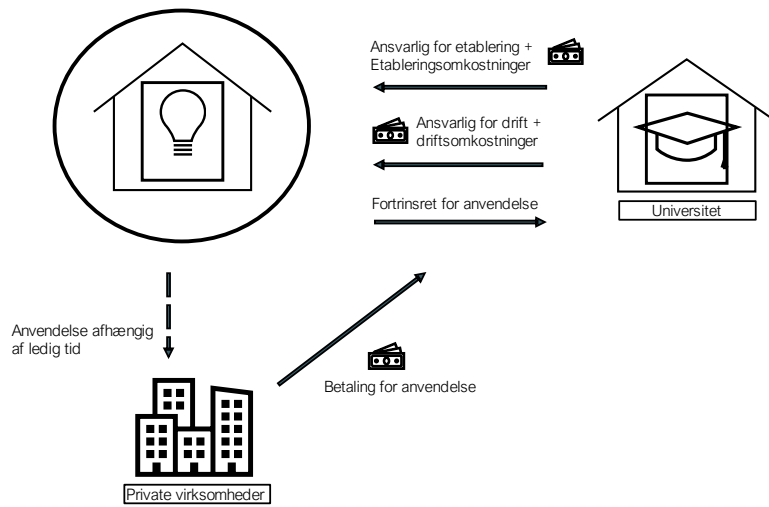 Ansvarlig for etablering +
Etableringsomkostninger
Ansvarlig for drift +
driftsomkostninger
Fortrinsret for anvendelse
Universitet
Anvendelse afhængig
af ledig tid
Betaling for anvendelse
Private virksomheder